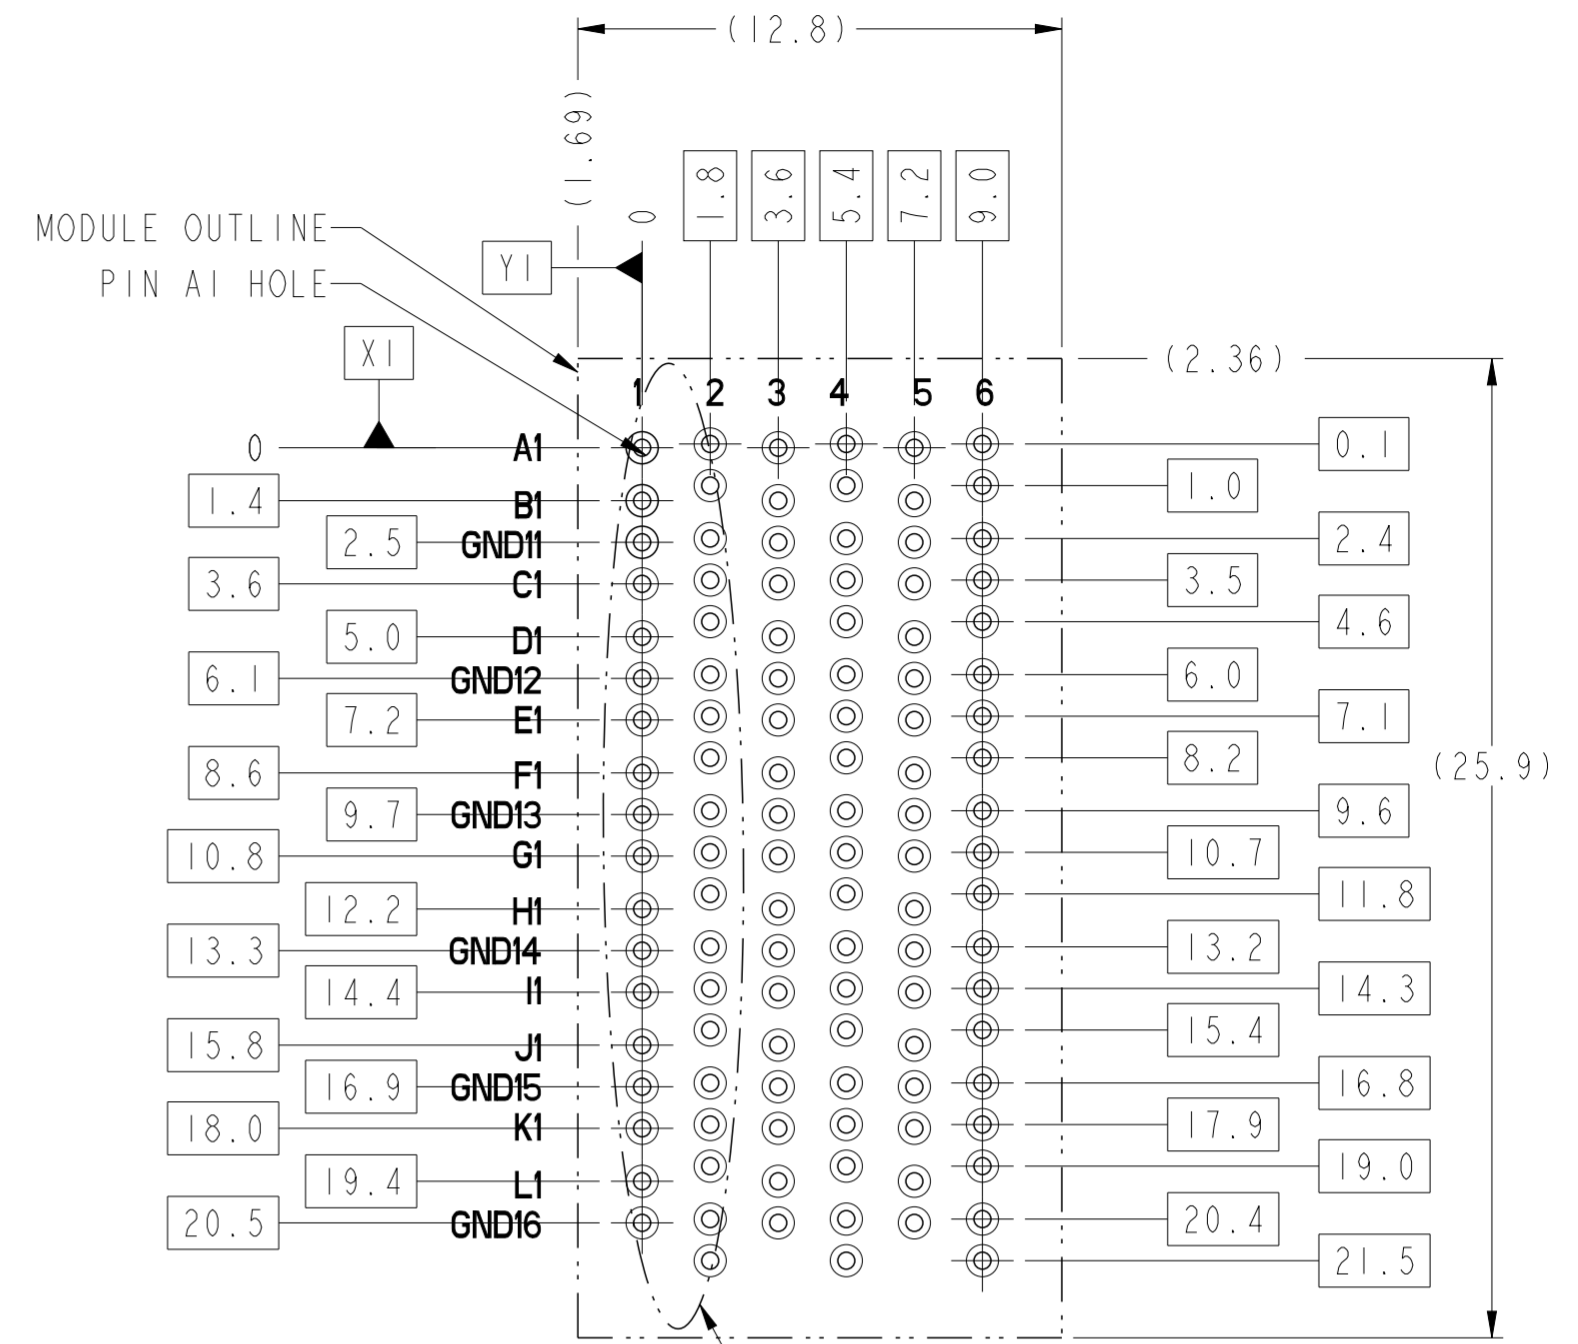 (12.8)
(1.69)
0
1.8
3.6
5.4
7.2
9.0
MODULE OUTLINE
PIN A1 HOLE
Y1
X1
(2.36)
1 2 3 4 5 6
0 A1 0.1
1.0
1.4 B1
2.5 GND11 2.4
3.6 C1 3.5
4.6
5.0 D1
6.1 GND12 6.0
7.2 E1 7.1
8.2
8.6 F1
(25.9)
9.7 GND13 9.6
10.8 G1 10.7
11.8
12.2 H1
13.3 GND14 13.2
14.4 I1 14.3
15.4
15.8 J1
16.9 GND15 16.8
18.0 K1 17.9
19.0
19.4 L1
20.5 GND16 20.4
21.5